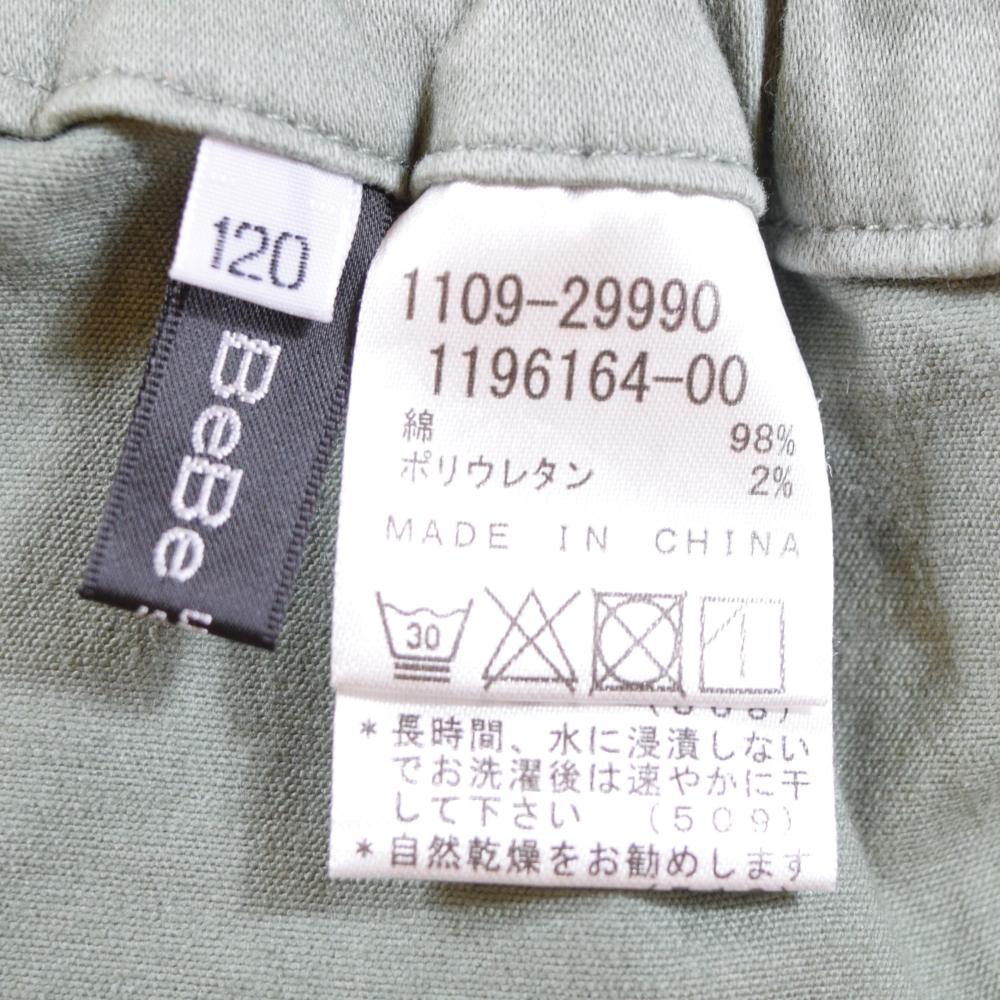 120
BeBe
1109-29990
1196164-00
綿 98%
ポリウレタン 2%
MADE IN CHINA
30
*長時間、水に浸漬しない
でお洗濯後は速やかに干
して下さい (509)
*自然乾燥をお勧めします